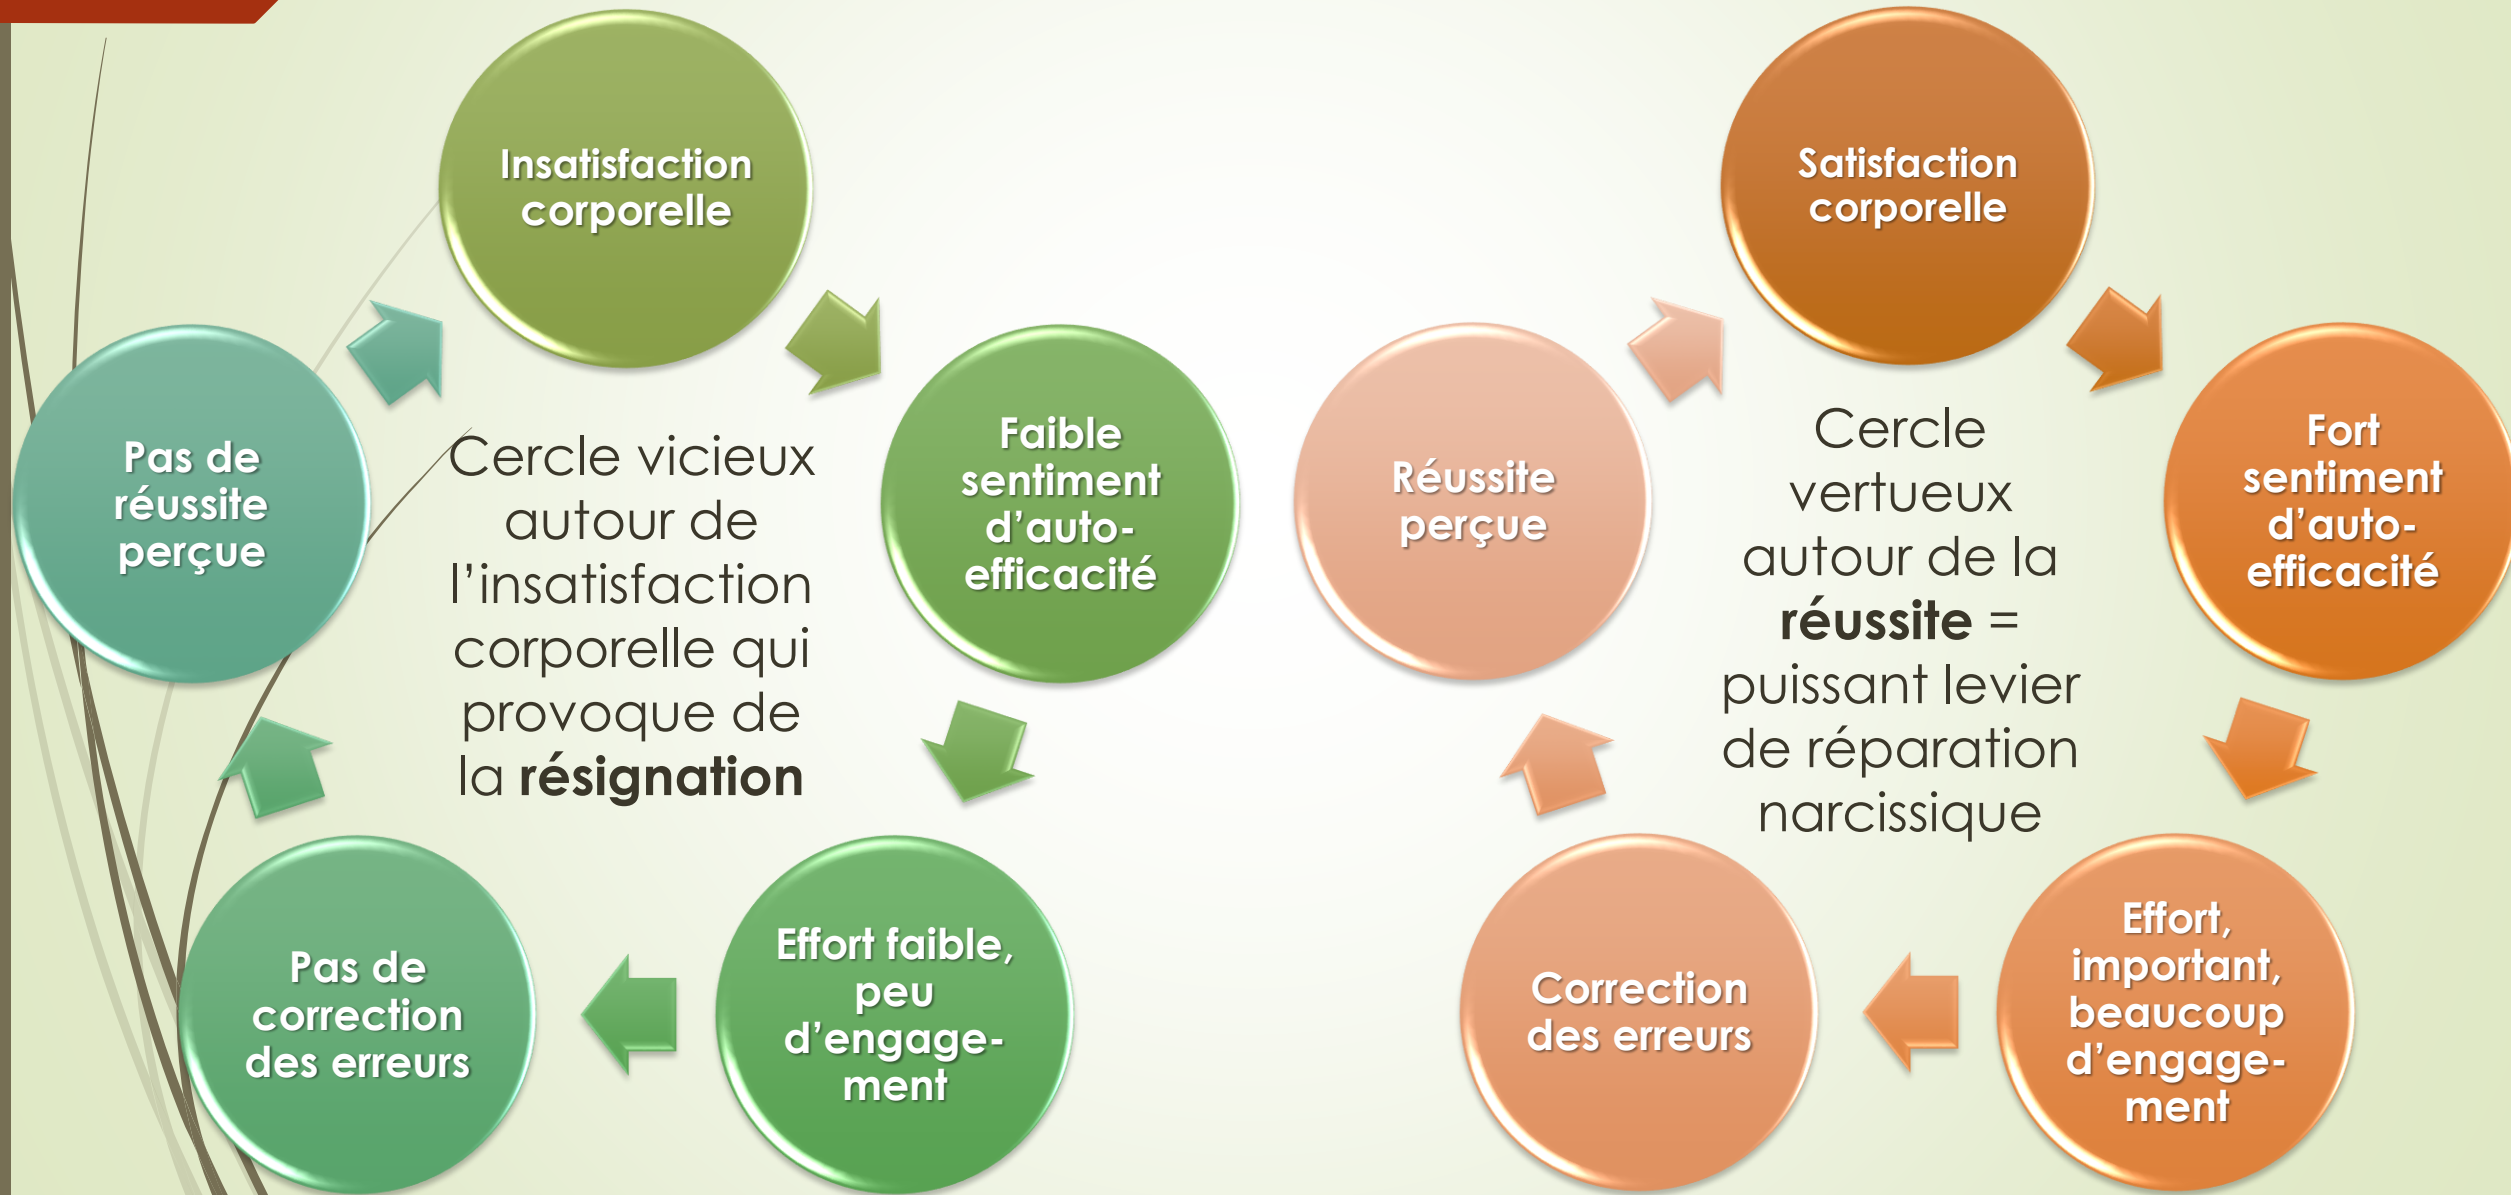 Insatisfaction
corporelle
Faible
sentiment
d’auto-
efficacité
Effort faible,
peu
d’engage-
ment
Pas de
correction
des erreurs
Pas de
réussite
perçue
Cercle vicieux
autour de
l’insatisfaction
corporelle qui
provoque de
la résignation
Satisfaction
corporelle
Fort
sentiment
d’auto-
efficacité
Effort,
important,
beaucoup
d’engage-
ment
Correction
des erreurs
Réussite
perçue
Cercle
vertueux
autour de la
réussite =
puissant levier
de réparation
narcissique